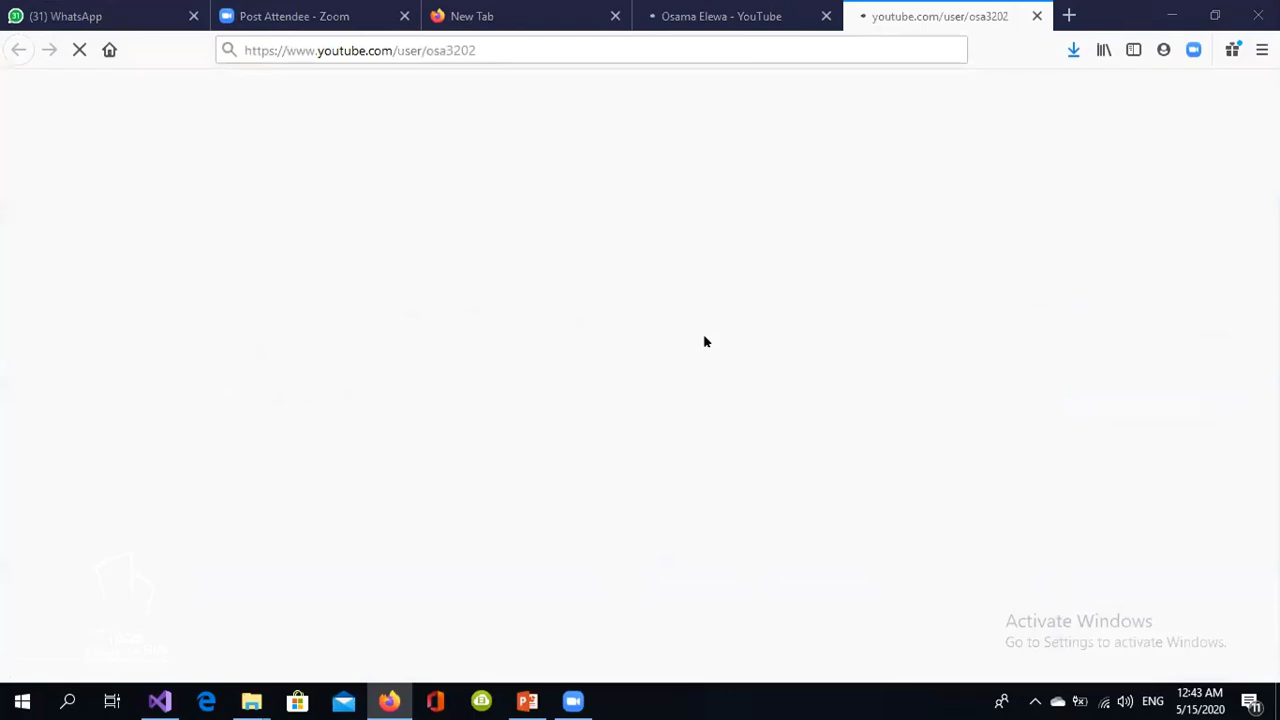 (31) WhatsApp
Post Attendee - Zoom
New Tab
Osama Elewa - YouTube
youtube.com/user/osa3202
https://www.youtube.com/user/osa3202
Activate Windows
Go to Settings to activate Windows.
ENG
12:43 AM
5/15/2020
11